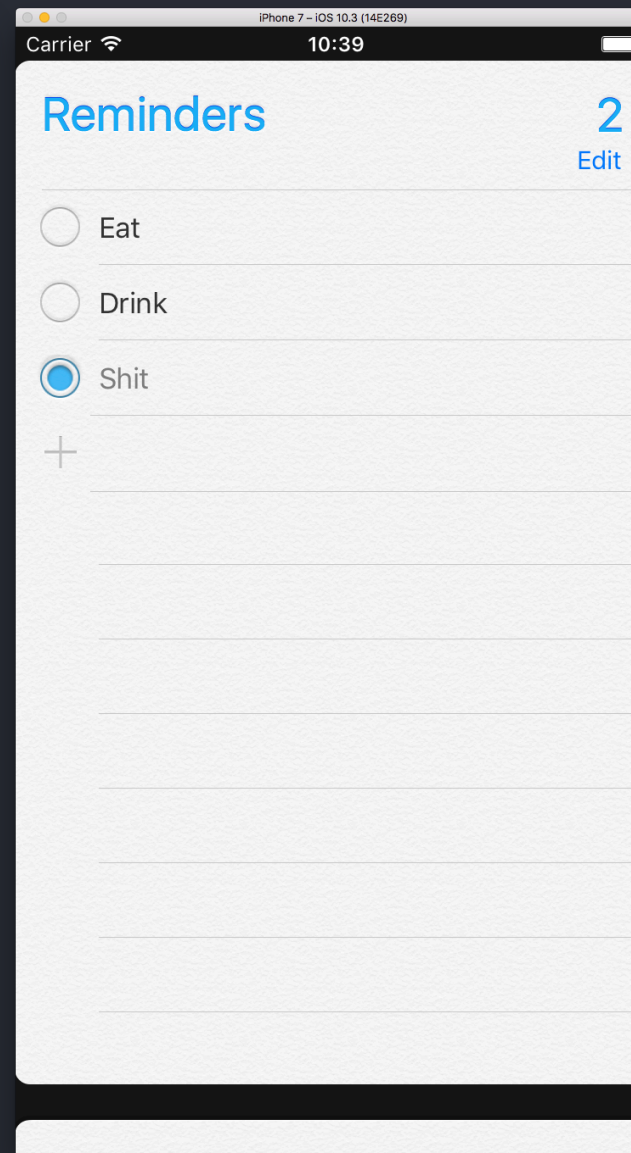 iPhone 7 – iOS 10.3 (14E269)
Carrier
10:39
Reminders
2
Edit
Eat
Drink
Shit